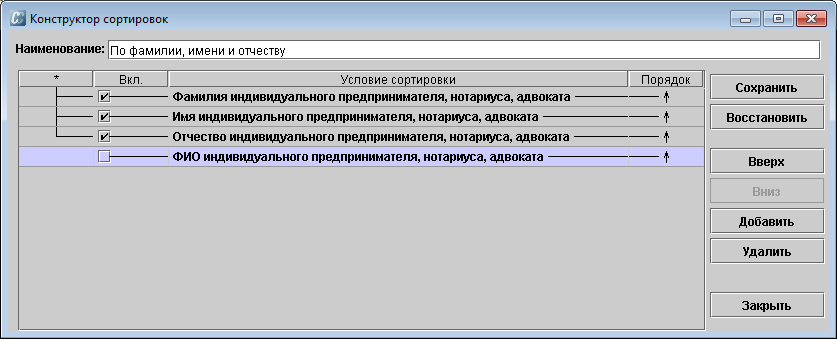 Конструктор сортировок
Наименование: По фамилии, имени и отчеству
* Вкл. Условие сортировки Порядок
Фамилия индивидуального предпринимателя, нотариуса, адвоката
Имя индивидуального предпринимателя, нотариуса, адвоката
Отчество индивидуального предпринимателя, нотариуса, адвоката
ФИО индивидуального предпринимателя, нотариуса, адвоката
Сохранить
Восстановить
Вверх
Вниз
Добавить
Удалить
Закрыть